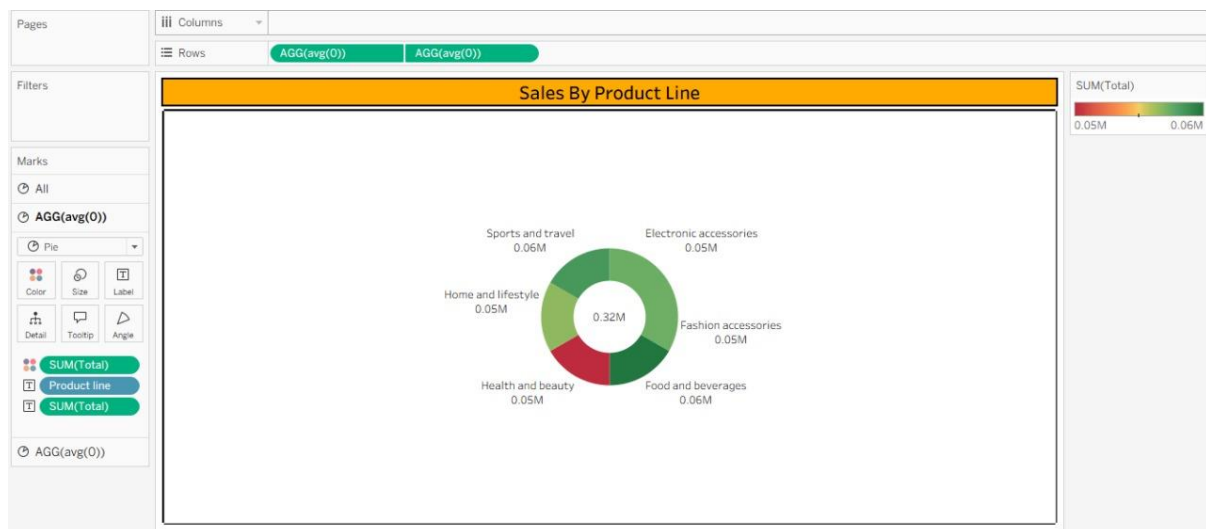 Pages
Columns
Rows
AGG(avg(0)) AGG(avg(0))
Filters
Marks
All
AGG(avg(0))
Pie
Color Size Label
Detail Tooltip Angle
SUM(Total)
Product line
SUM(Total)
AGG(avg(0))
Sales By Product Line
Sports and travel
0.06M
Electronic accessories
0.05M
Home and lifestyle
0.05M
0.32M
Fashion accessories
0.05M
Health and beauty
0.05M
Food and beverages
0.06M
SUM(Total)
0.05M 0.06M